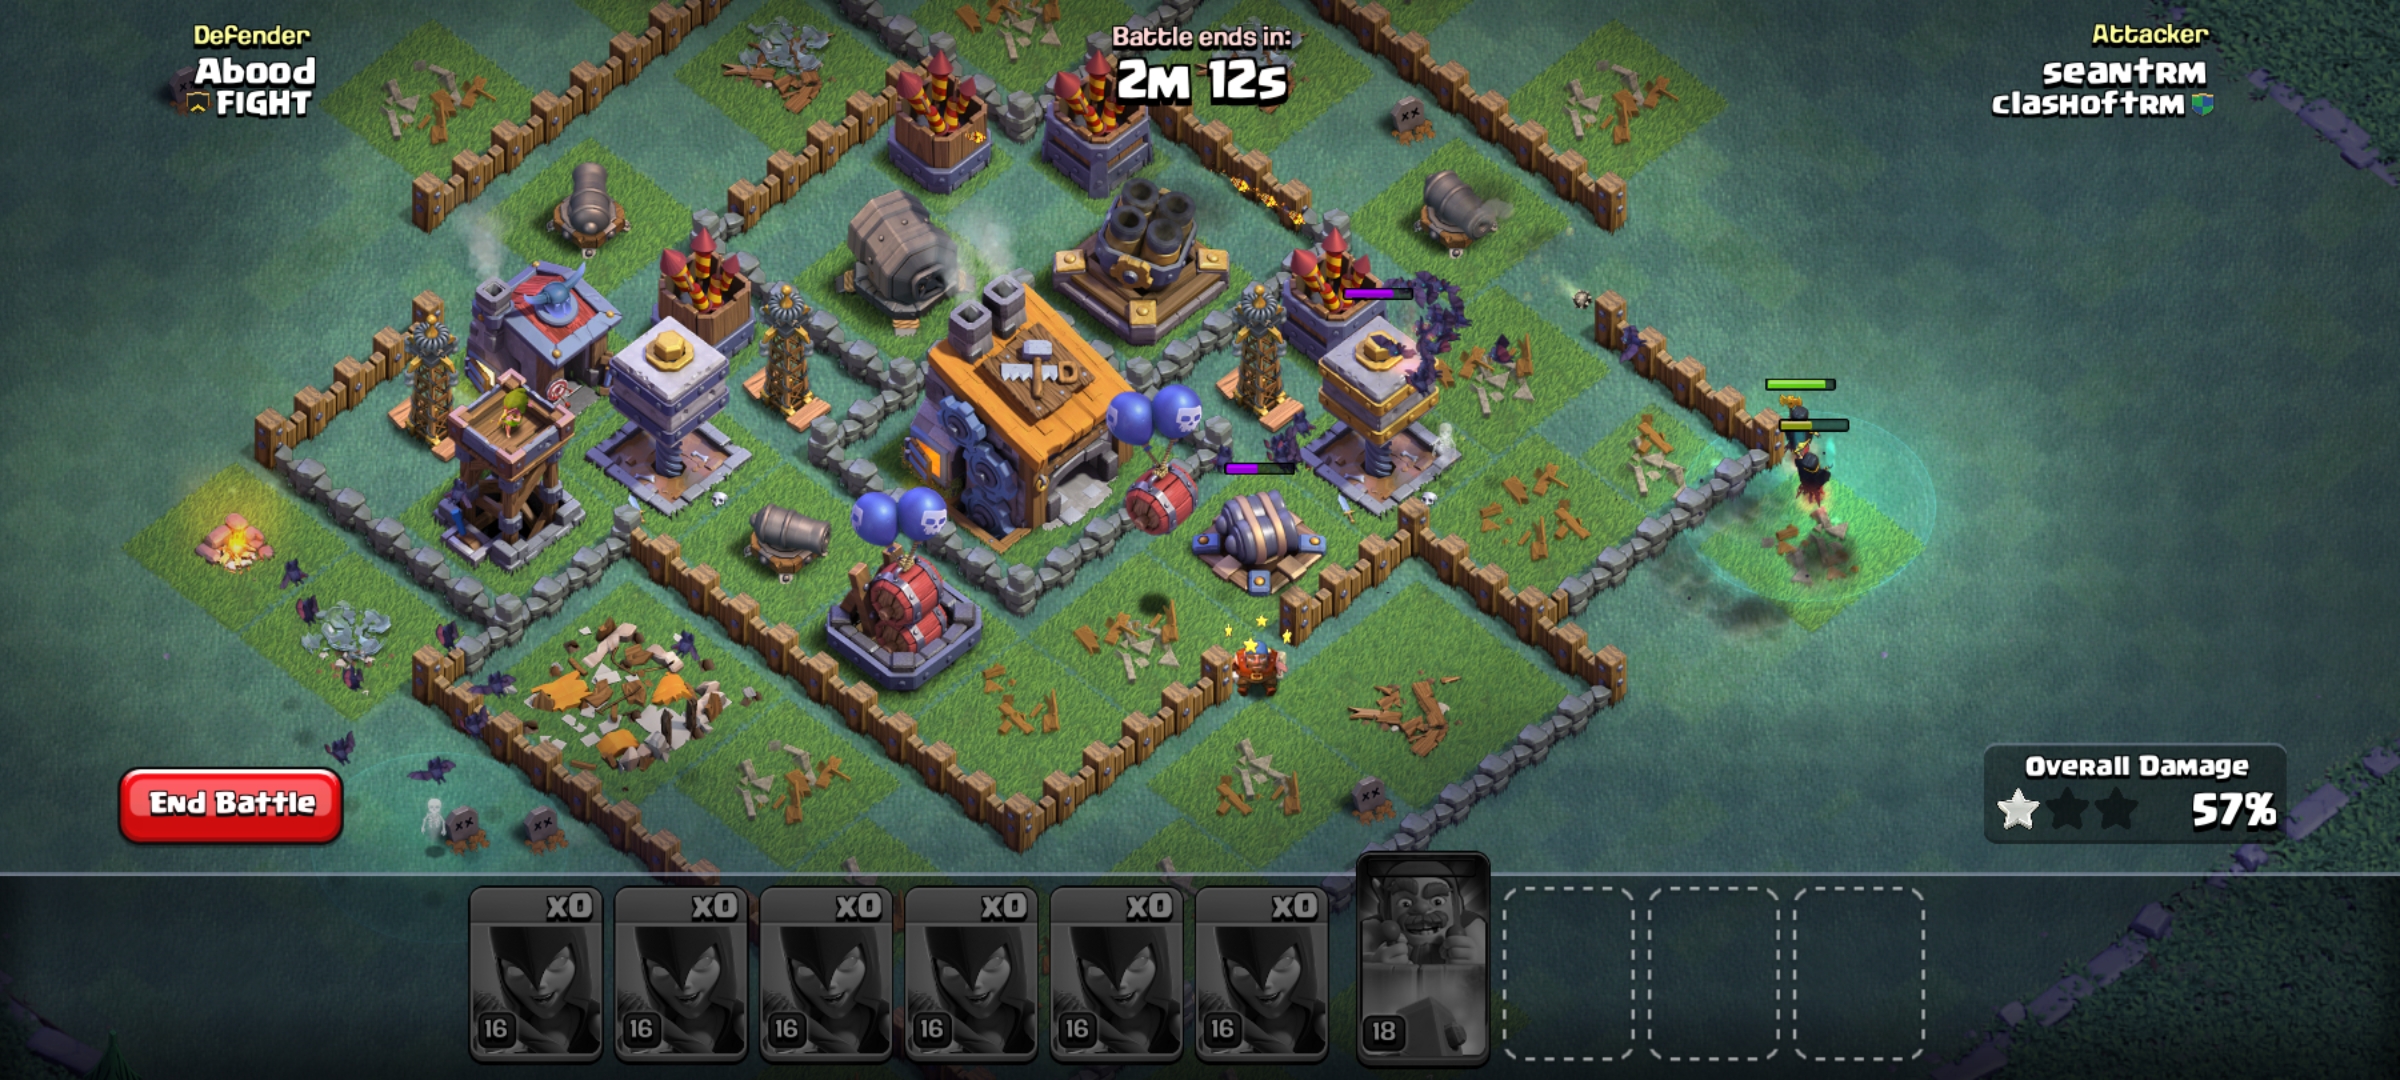 Defender
Abood
FIGHT
Battle ends in:
2M 12S
Attacker
seantRM
clashoftRM
End Battle
Overall Damage
57%
x0
x0
x0
x0
x0
x0
16
16
16
16
16
16
18